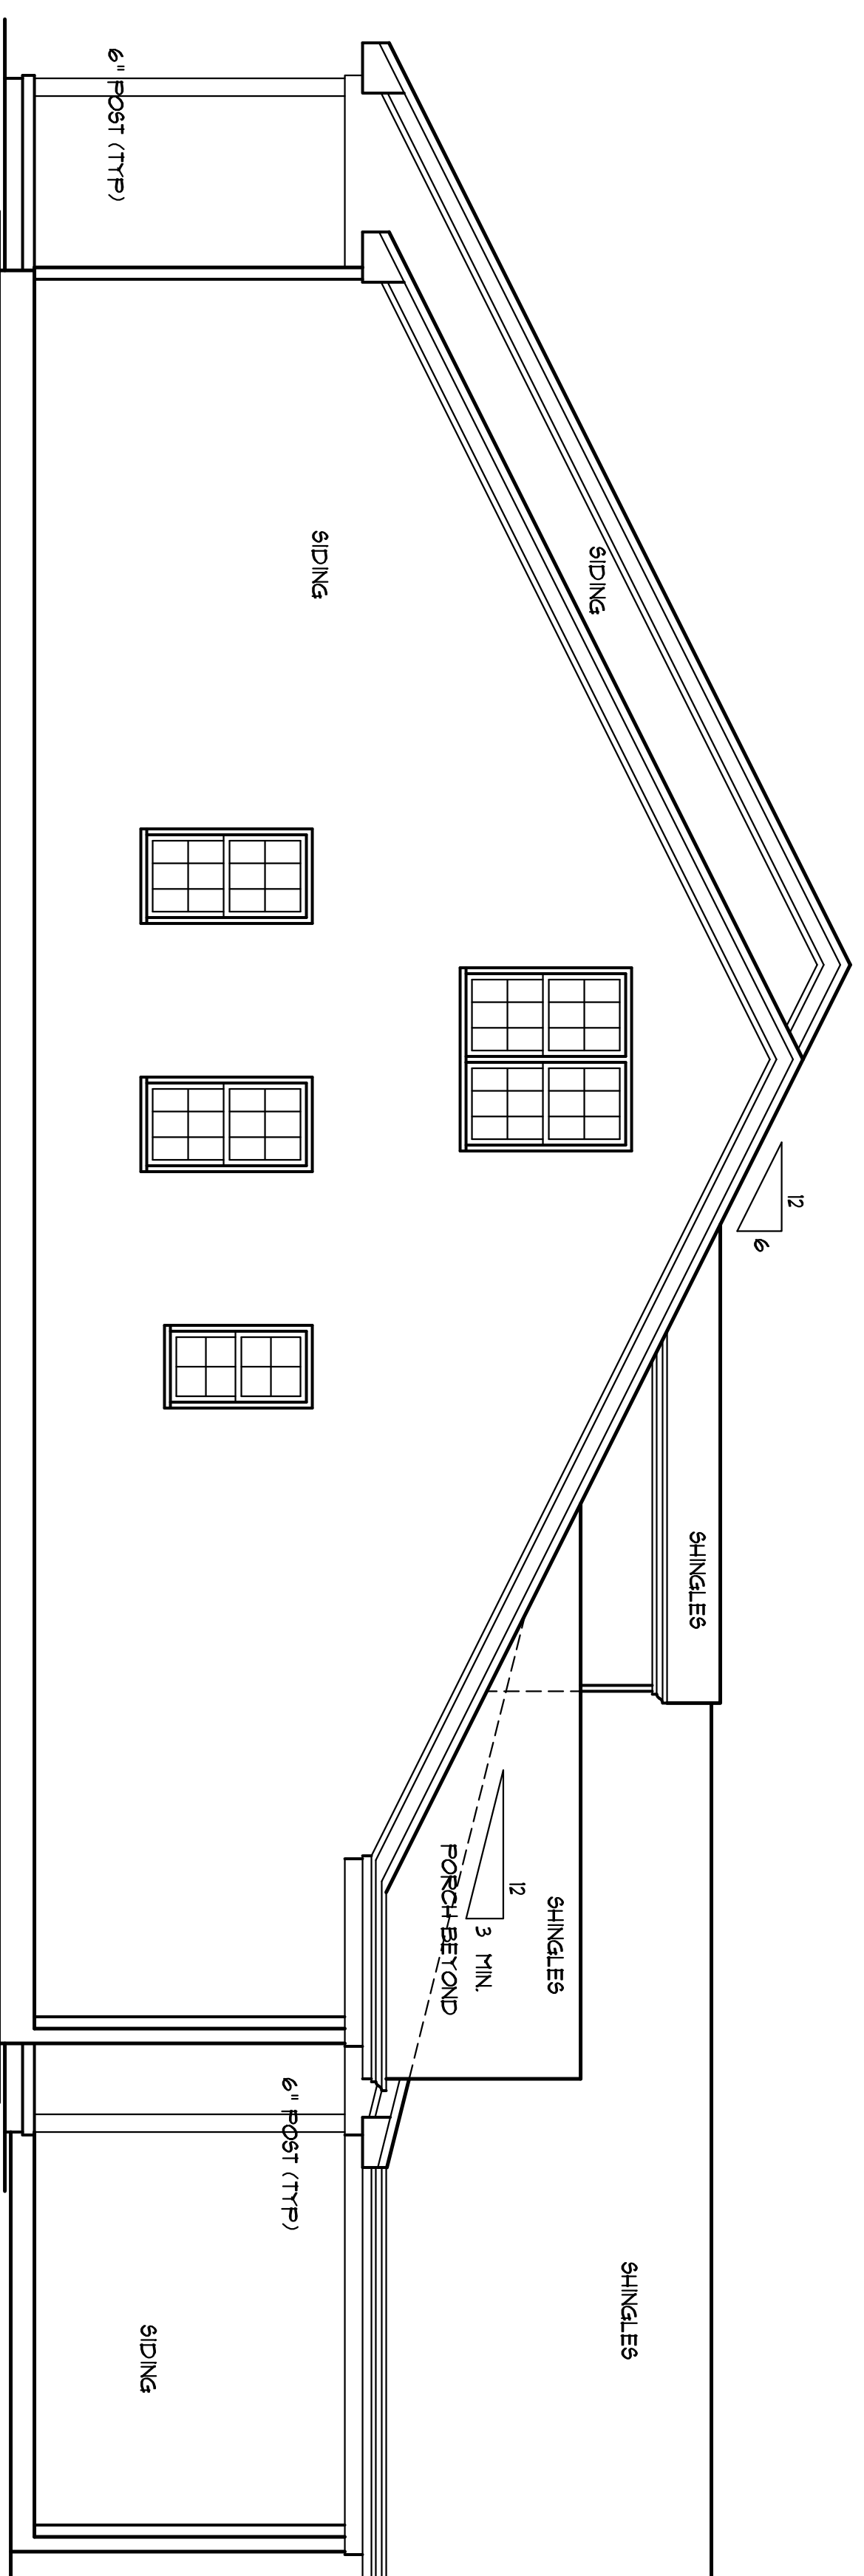 12
6
SHINGLES
SIDING
SHINGLES
SHINGLES
12
3 MIN.
PORCH BEYOND
SIDING
6" POST (TYP)
6" POST (TYP)
SIDING